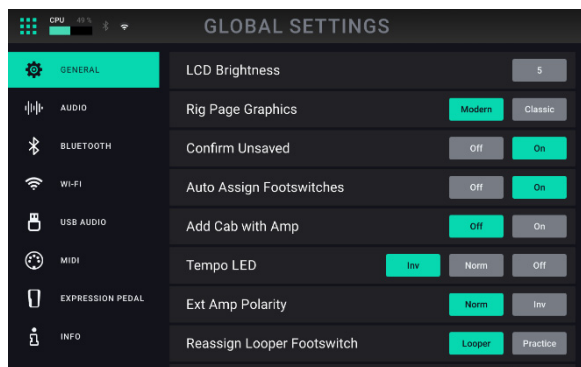 CPU 49 %
GLOBAL SETTINGS
GENERAL
AUDIO
BLUETOOTH
WI-FI
USB AUDIO
MIDI
EXPRESSION PEDAL
INFO
LCD Brightness 5
Rig Page Graphics Modern Classic
Confirm Unsaved Off On
Auto Assign Footswitches Off On
Add Cab with Amp Off On
Tempo LED Inv Norm Off
Ext Amp Polarity Norm Inv
Reassign Looper Footswitch Looper Practice